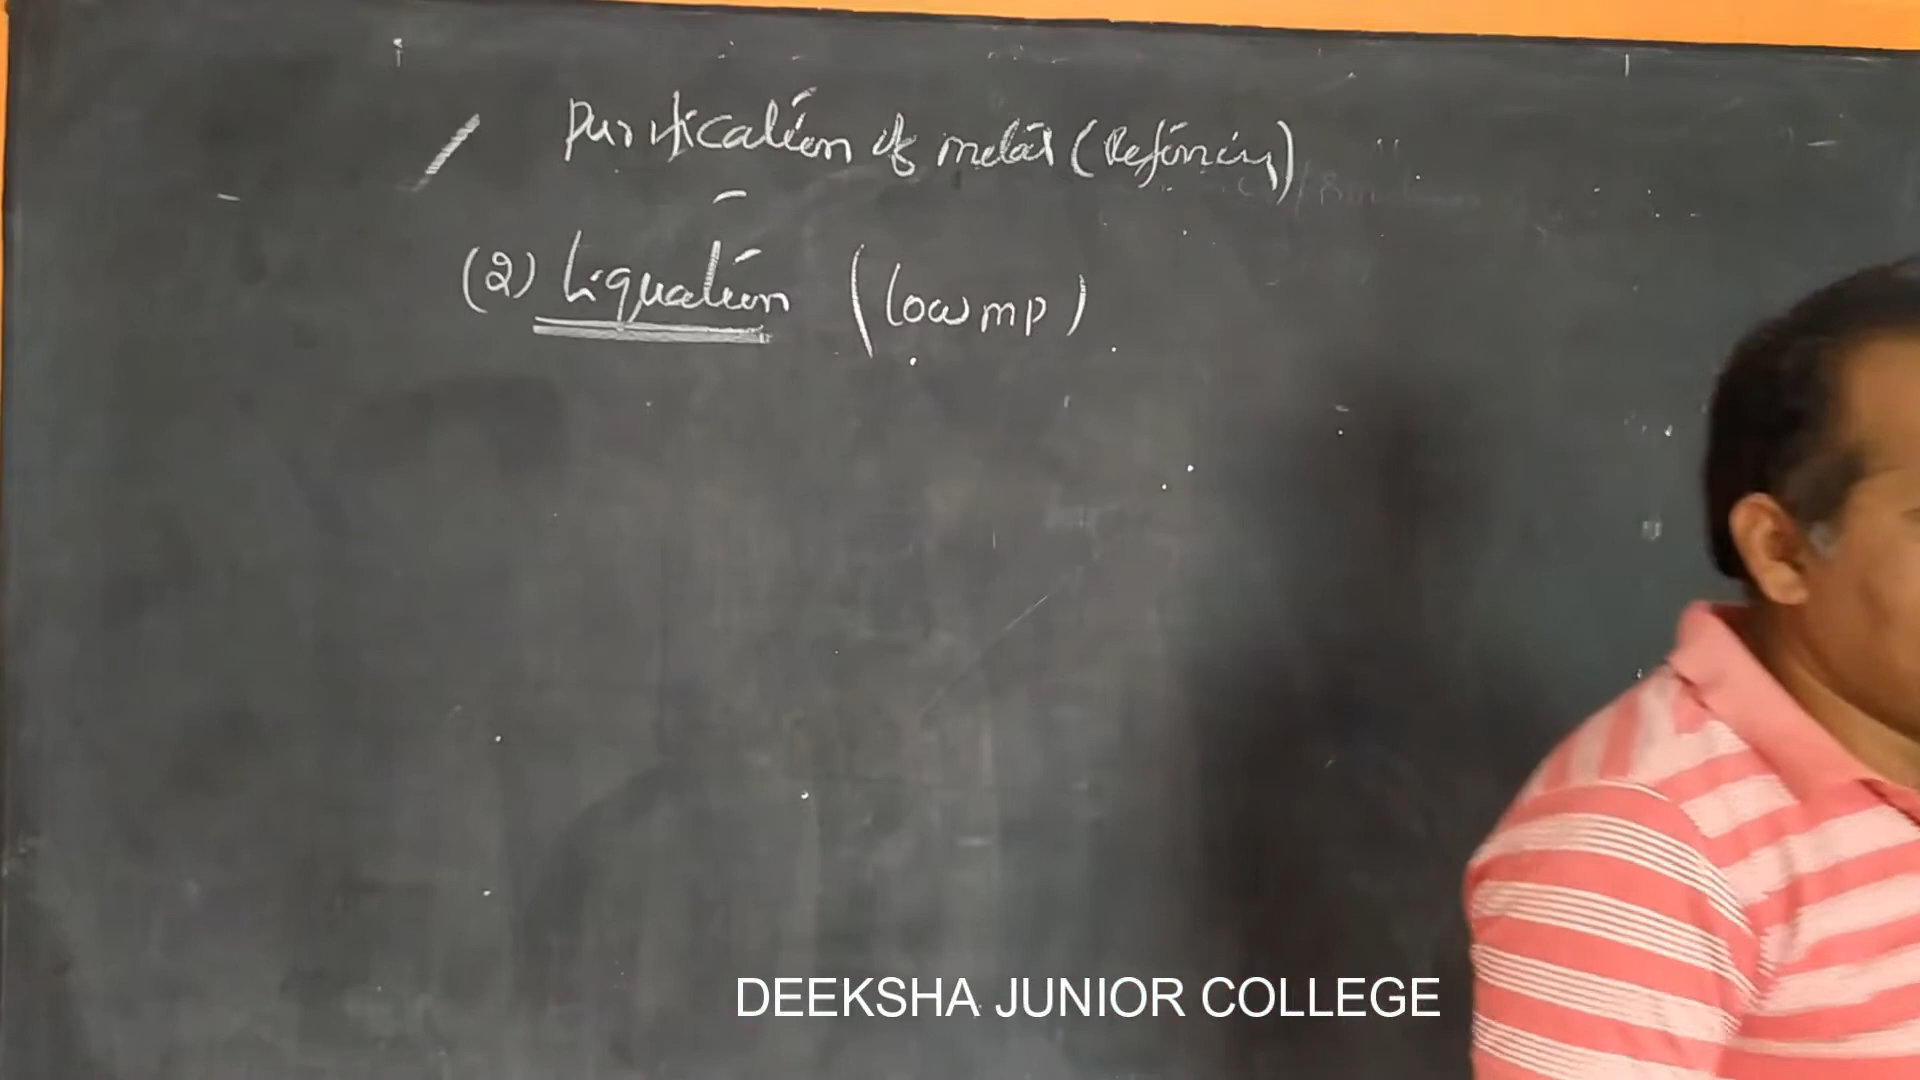 Purification of metal (Refining)
(2) Liquation (low mp)
DEEKSHA JUNIOR COLLEGE